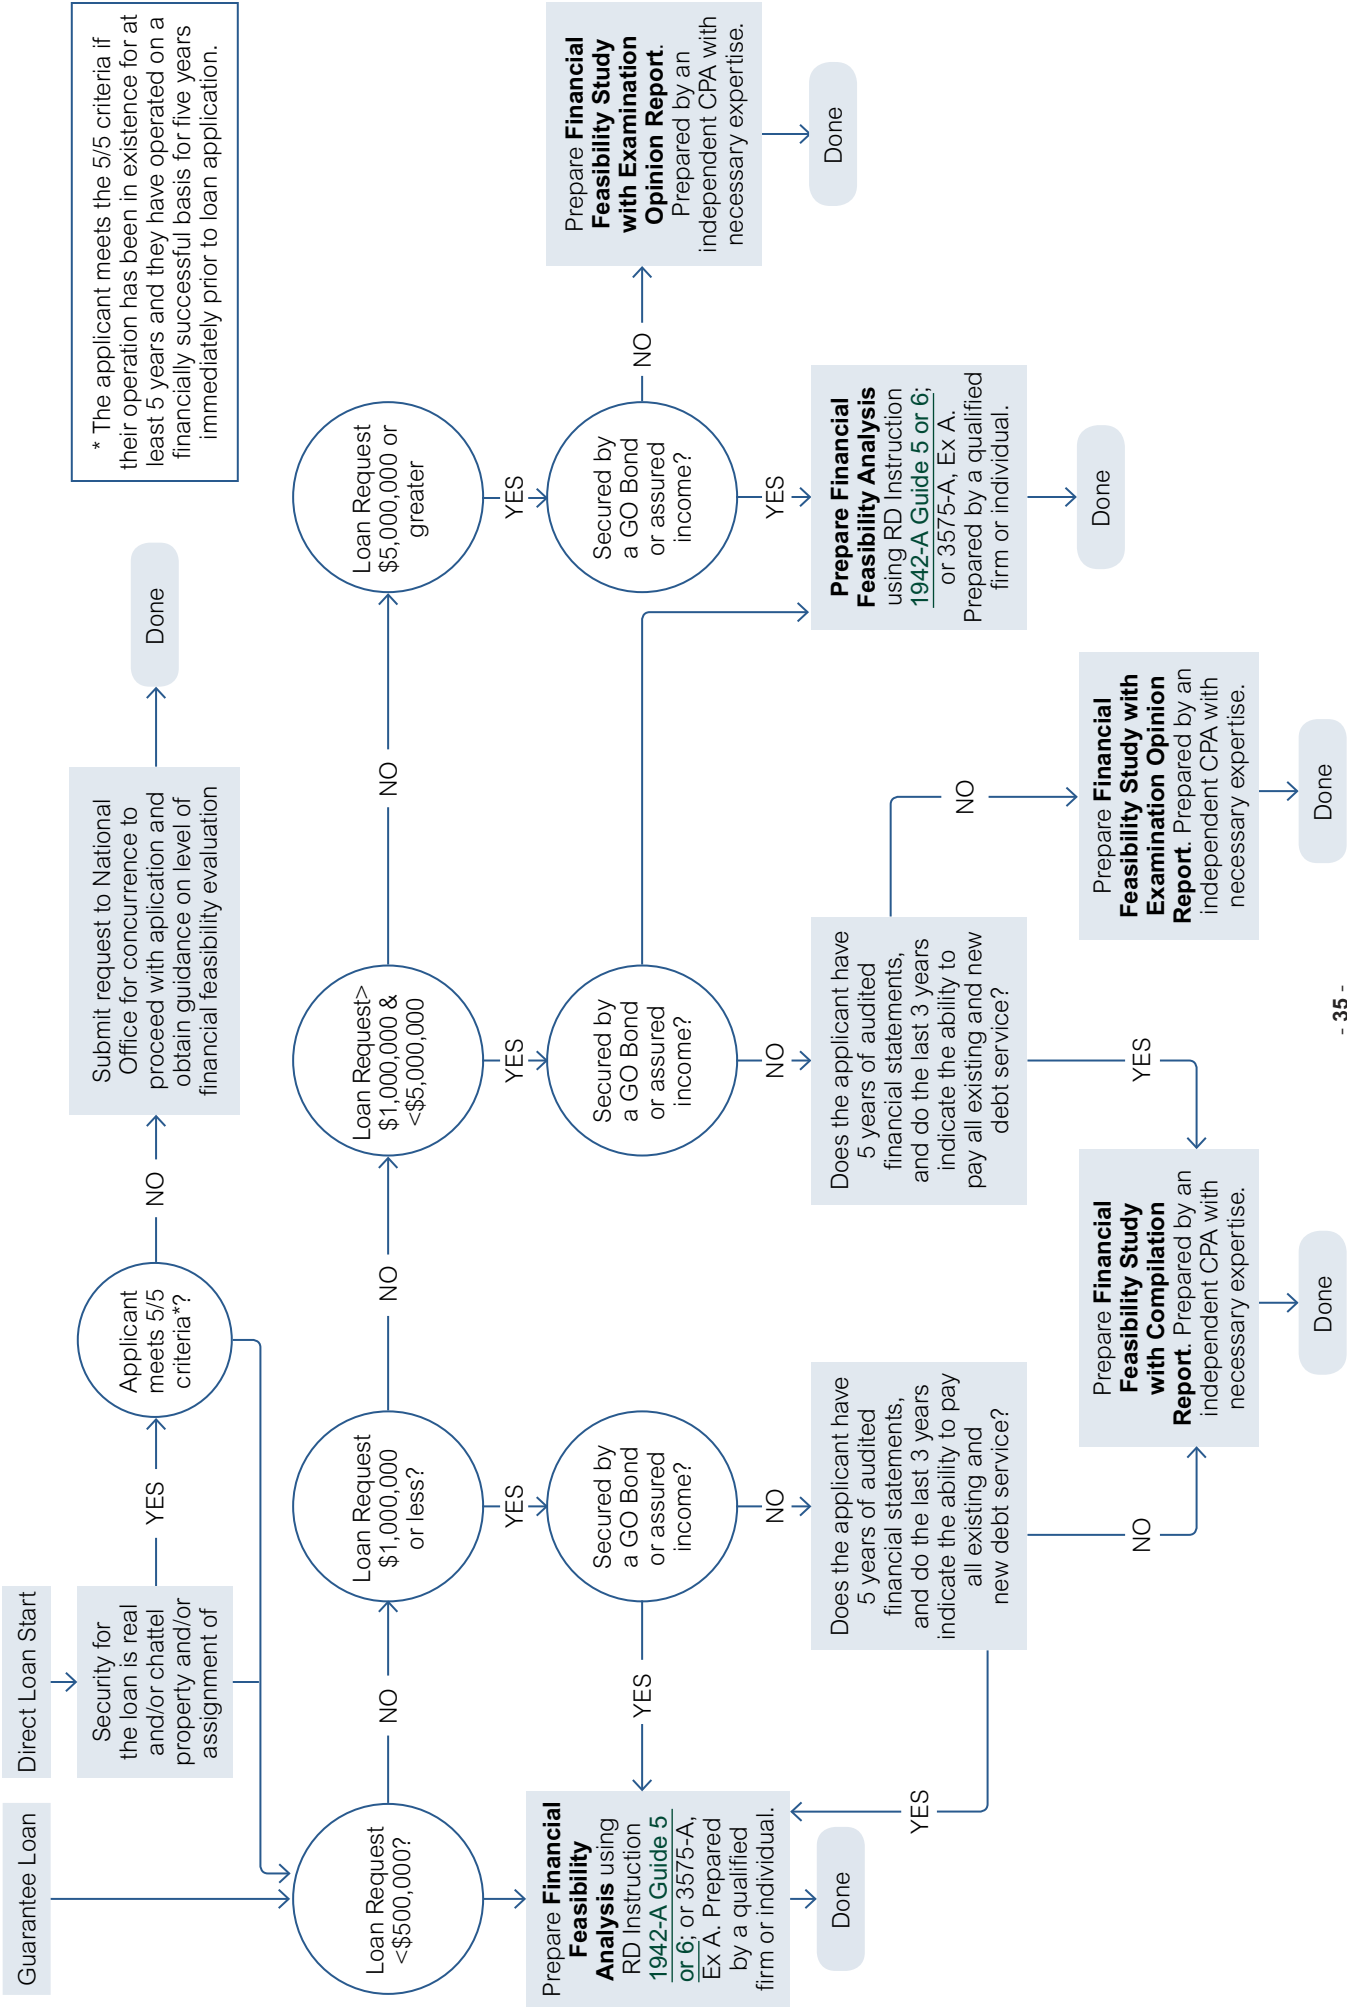 Guarantee Loan
Direct Loan Start
Security for
the loan is real
and/or chattel
property and/or
assignment of
YES
Applicant
meets 5/5
criteria*?
NO
Submit request to National
Office for concurrence to
proceed with aplication and
obtain guidance on level of
financial feasibility evaluation
Done
* The applicant meets the 5/5 criteria if
their operation has been in existence for at
least 5 years and they have operated on a
financially successful basis for five years
immediately prior to loan application.
Loan Request
<$500,000?
NO
Loan Request
$1,000,000
or less?
NO
Loan Request>
$1,000,000 &
<$5,000,000
NO
Loan Request
$5,000,000 or
greater
YES
YES
YES
Secured by
a GO Bond
or assured
income?
Secured by
a GO Bond
or assured
income?
Secured by
a GO Bond
or assured
income?
YES
NO
Prepare Financial
Feasibility Study
with Examination
Opinion Report.
Prepared by an
independent CPA with
necessary expertise.
Done
Prepare Financial
Feasibility
Analysis using
RD Instruction
1942-A Guide 5
or 6; or 3575-A,
Ex A. Prepared
by a qualified
firm or individual.
Done
NO
NO
YES
Does the applicant have
5 years of audited
financial statements,
and do the last 3 years
indicate the ability to pay
all existing and
new debt service?
Does the applicant have
5 years of audited
financial statements,
and do the last 3 years
indicate the ability to
pay all existing and new
debt service?
Prepare Financial
Feasibility Analysis
using RD Instruction
1942-A Guide 5 or 6;
or 3575-A, Ex A.
Prepared by a qualified
firm or individual.
Done
YES
NO
NO
YES
Prepare Financial
Feasibility Study
with Compilation
Report. Prepared by an
independent CPA with
necessary expertise.
Done
Prepare Financial
Feasibility Study with
Examination Opinion
Report. Prepared by an
independent CPA with
necessary expertise.
Done
- 35 -